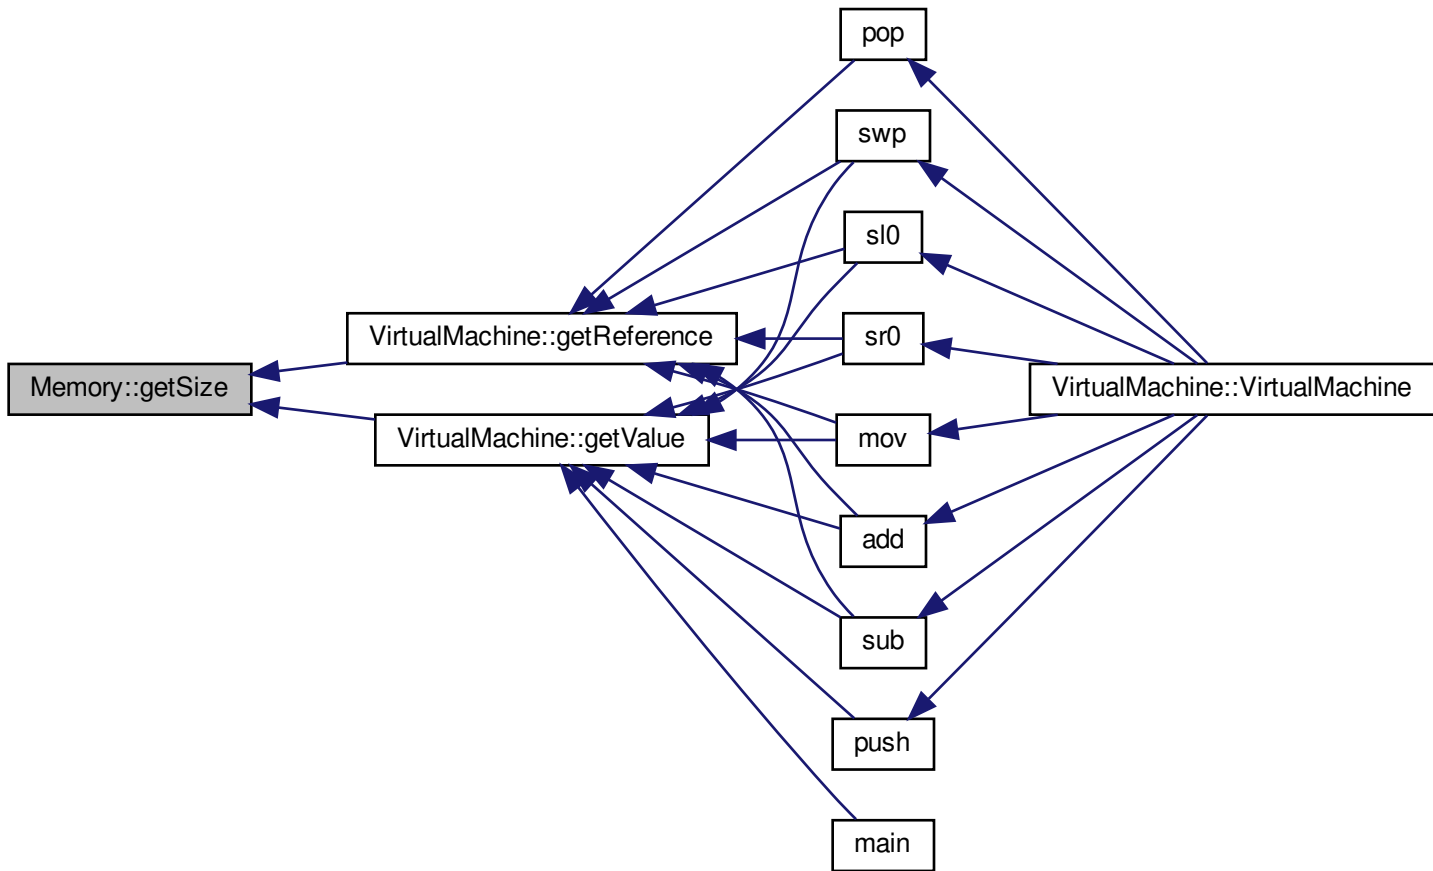 pop
swp
sl0
VirtualMachine::getReference
sr0
Memory::getSize
VirtualMachine::VirtualMachine
VirtualMachine::getValue
mov
add
sub
push
main